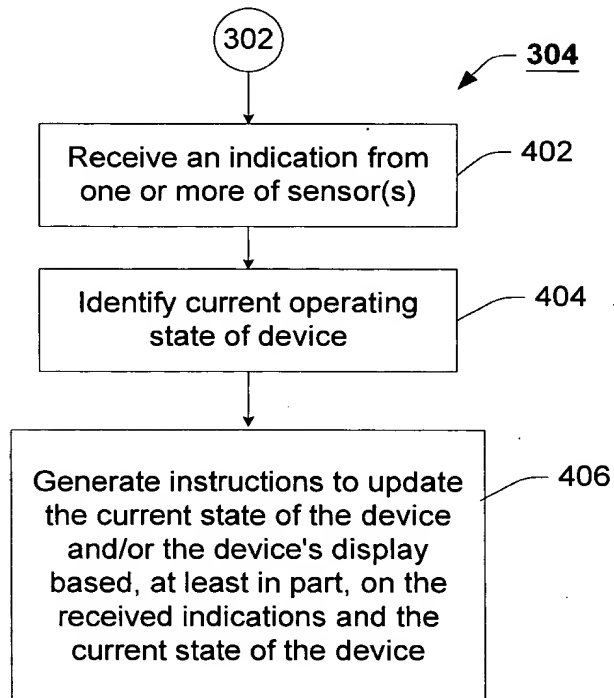 302
304
Receive an indication from
one or more of sensor(s)
402
Identify current operating
state of device
404
Generate instructions to update
the current state of the device
and/or the device's display
based, at least in part, on the
received indications and the
current state of the device
406